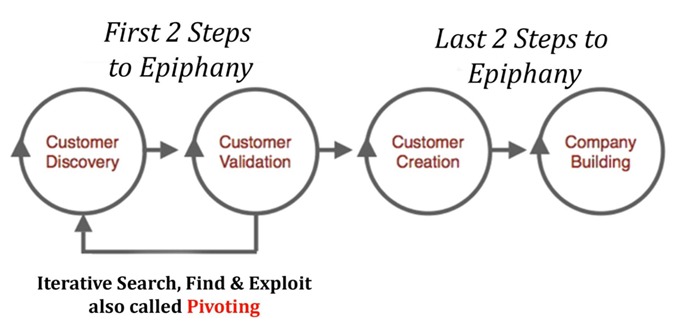 First 2 Steps
to Epiphany
Last 2 Steps to
Epiphany
Customer
Discovery
Customer
Validation
Customer
Creation
Company
Building
Iterative Search, Find & Exploit
also called Pivoting